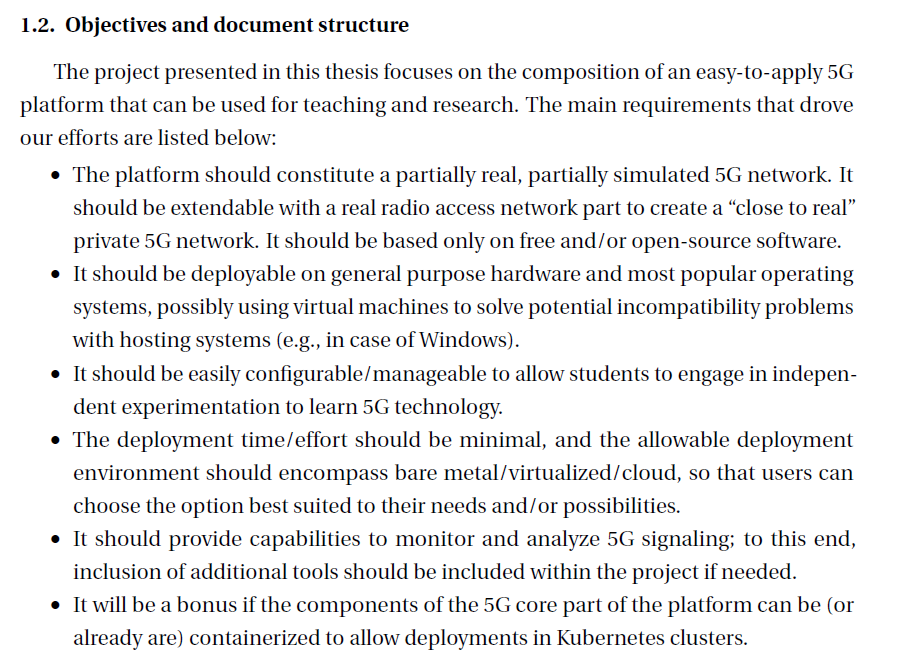 1.2. Objectives and document structure
The project presented in this thesis focuses on the composition of an easy-to-apply 5G
platform that can be used for teaching and research. The main requirements that drove
our efforts are listed below:
• The platform should constitute a partially real, partially simulated 5G network. It
should be extendable with a real radio access network part to create a “close to real”
private 5G network. It should be based only on free and/or open-source software.
• It should be deployable on general purpose hardware and most popular operating
systems, possibly using virtual machines to solve potential incompatibility problems
with hosting systems (e.g., in case of Windows).
• It should be easily configurable/manageable to allow students to engage in indepen-
dent experimentation to learn 5G technology.
• The deployment time/effort should be minimal, and the allowable deployment
environment should encompass bare metal/virtualized/cloud, so that users can
choose the option best suited to their needs and/or possibilities.
• It should provide capabilities to monitor and analyze 5G signaling; to this end,
inclusion of additional tools should be included within the project if needed.
• It will be a bonus if the components of the 5G core part of the platform can be (or
already are) containerized to allow deployments in Kubernetes clusters.